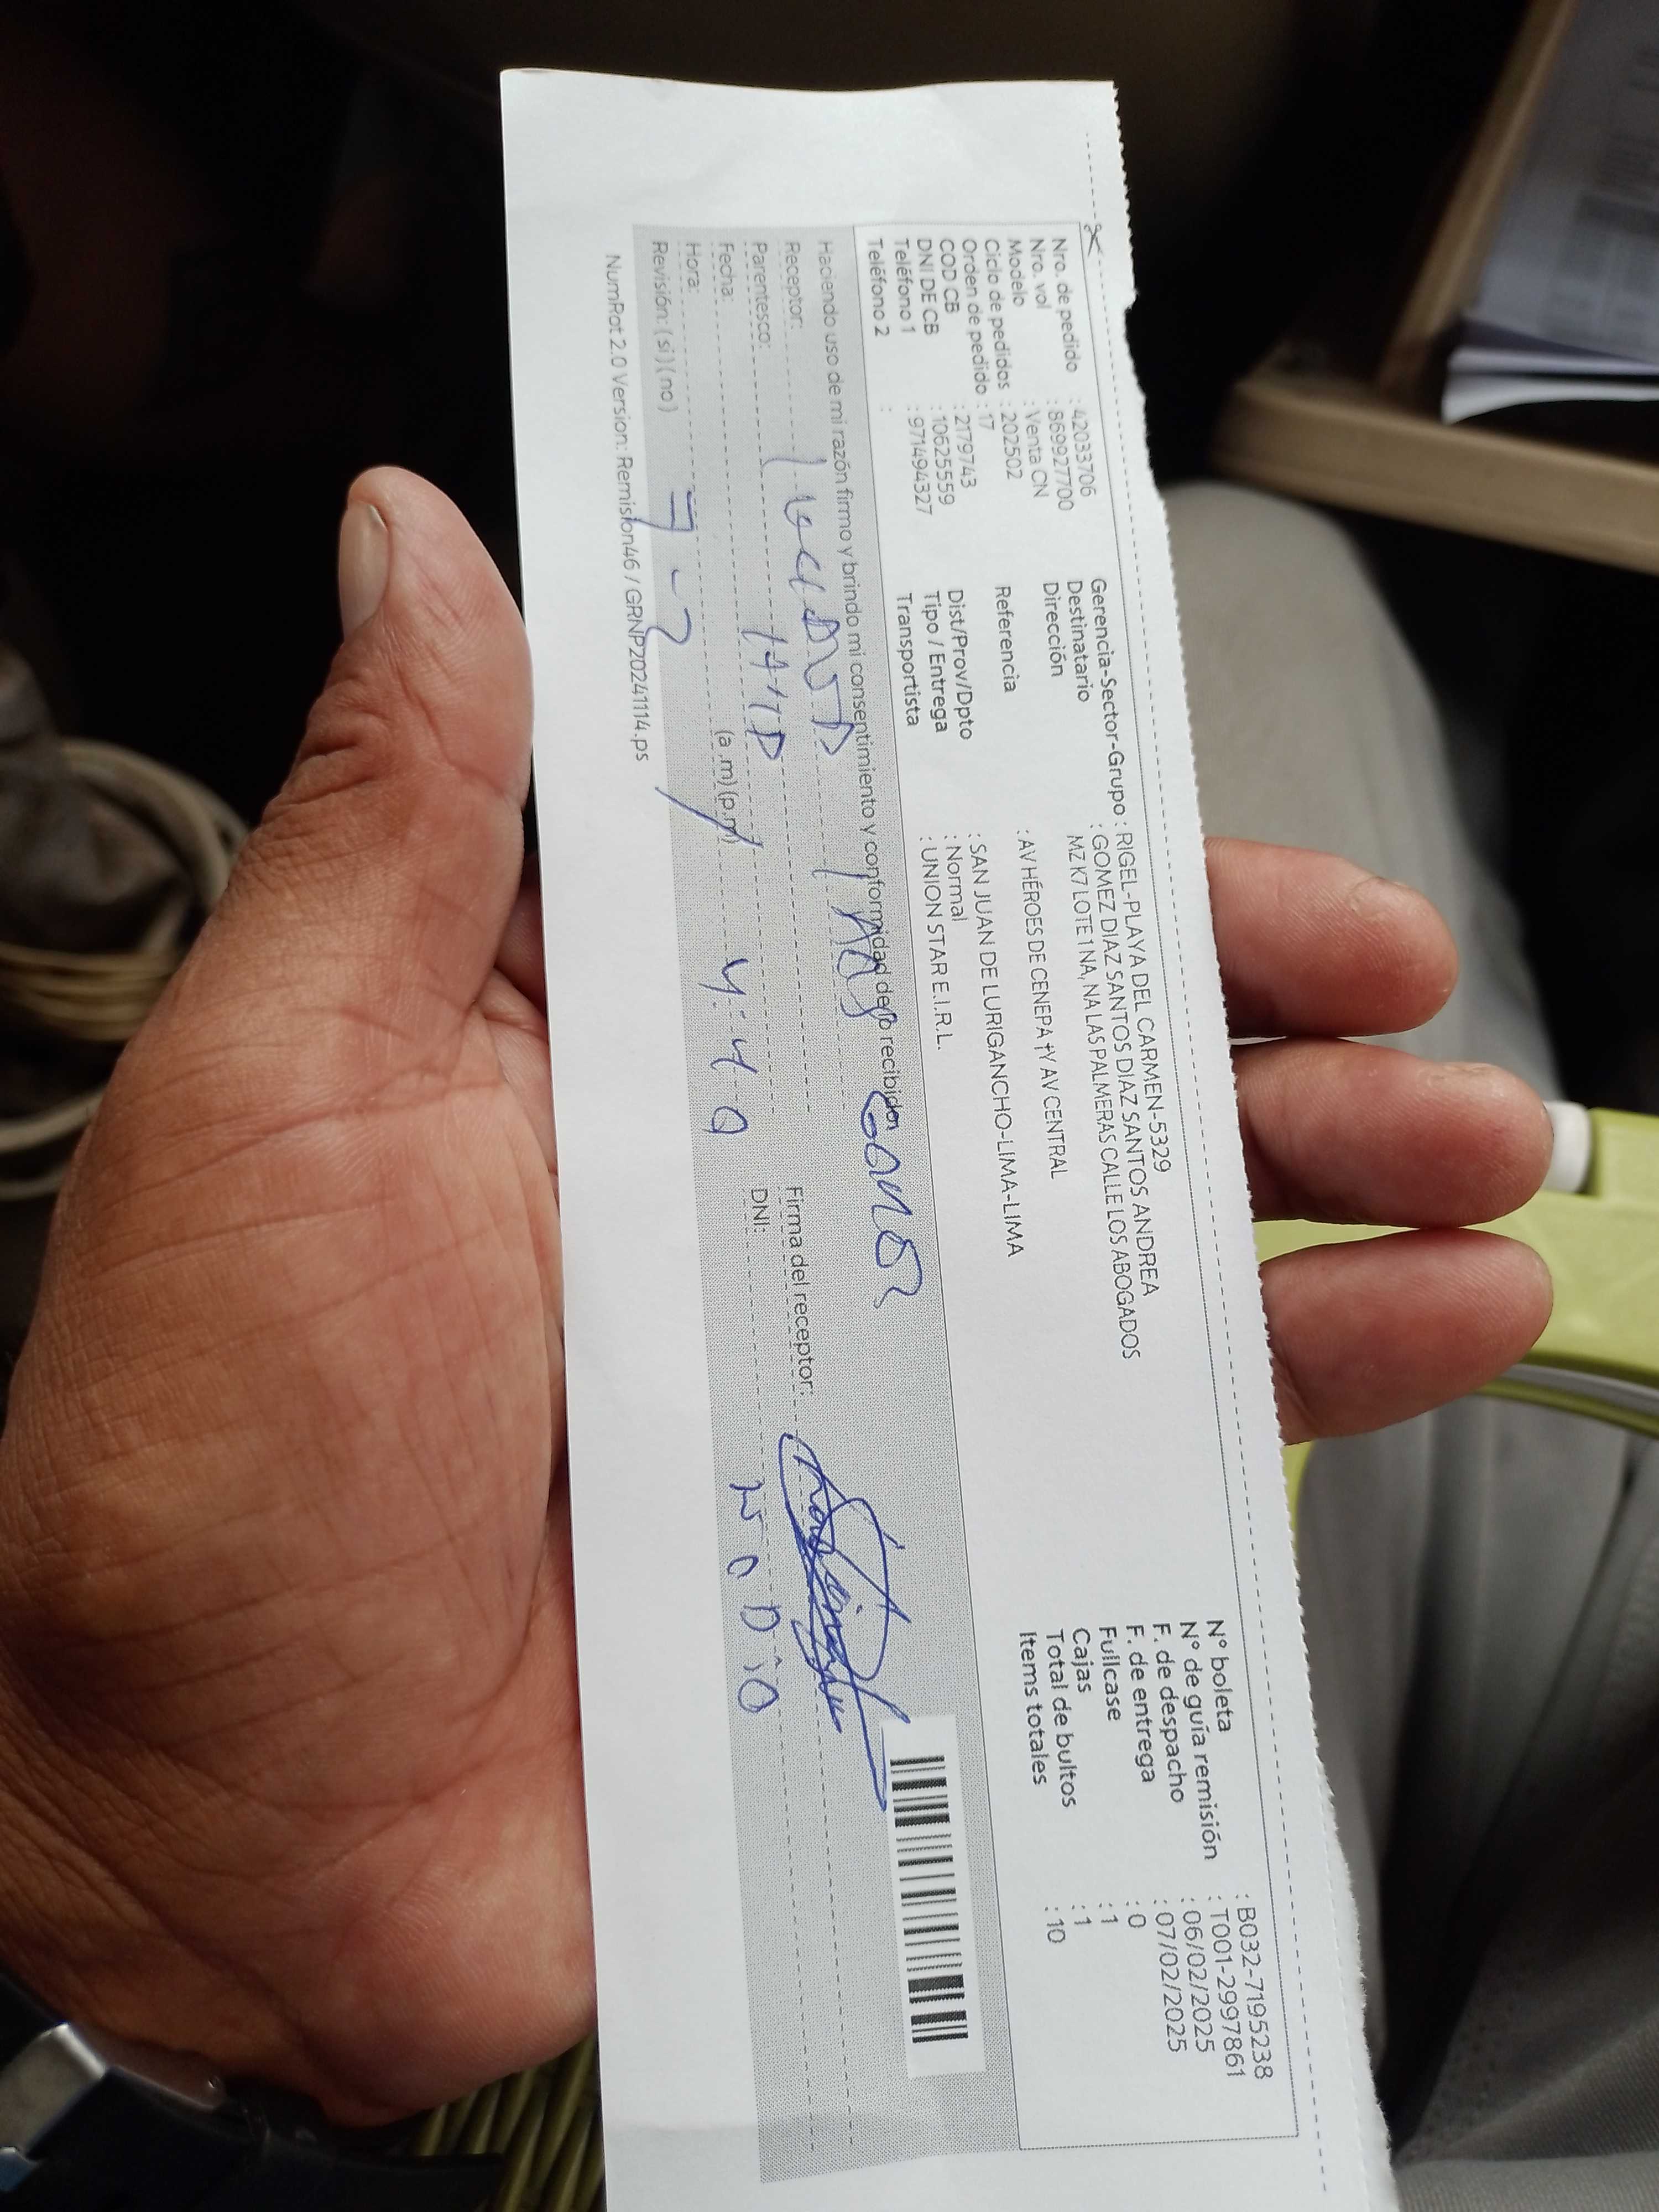 Nro. de pedido : 42033706
Nro. vol : 869927700
Modelo : Venta CN
Ciclo de pedidos : 202502
Orden de pedido : 17
COD CB : 2179743
DNI DE CB : 10625559
Teléfono 1 : 971494327
Teléfono 2 :
Gerencia-Sector-Grupo : RIGEL-PLAYA DEL CARMEN-5329
Destinatario : GOMEZ DIAZ SANTOS DIAZ SANTOS ANDREA
Dirección MZ K7 LOTE 1 NA, NA LAS PALMERAS CALLE LOS ABOGADOS
Referencia : AV HÉROES DE CENEPA †Y AV CENTRAL
Dist/Prov/Dpto : SAN JUAN DE LURIGANCHO-LIMA-LIMA
Tipo / Entrega : Normal
Transportista : UNION STAR E.I.R.L.
N° boleta : B032-7195238
N° de guía remisión : T001-2997861
F. de despacho : 06/02/2025
F. de entrega : 07/02/2025
Fullcase : 0
Cajas : 1
Total de bultos : 1
Items totales : 10
Haciendo uso de mi razón firmo y brindo mi consentimiento y conformidad de lo recibido
Receptor:
Parentesco:
Fecha:
Hora: (a .m)(p.m) 4:40
Revisión: (si)(no)
Firma del receptor:
DNI:
NumRot 2.0 Version: Remision46 / GRNP20241114.ps